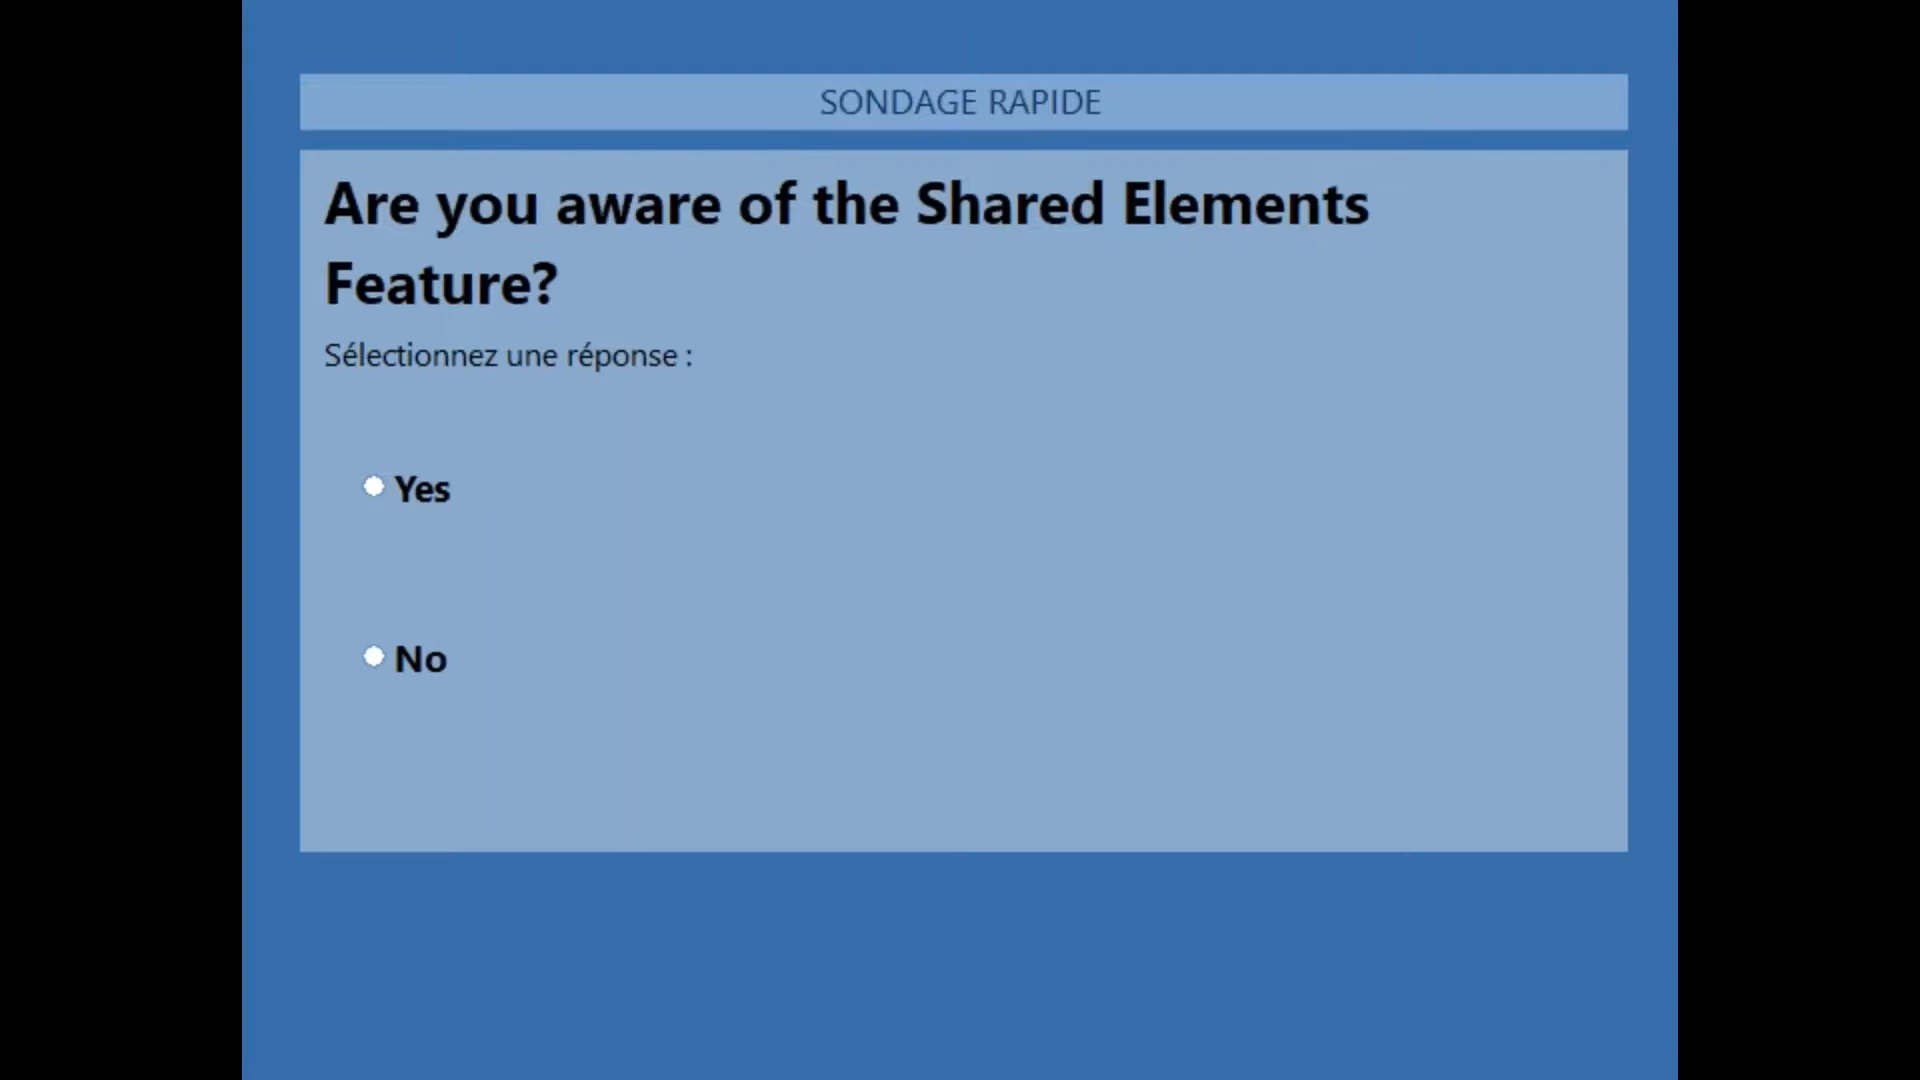 SONDAGE RAPIDE
Are you aware of the Shared Elements
Feature?
Sélectionnez une réponse :
Yes
No